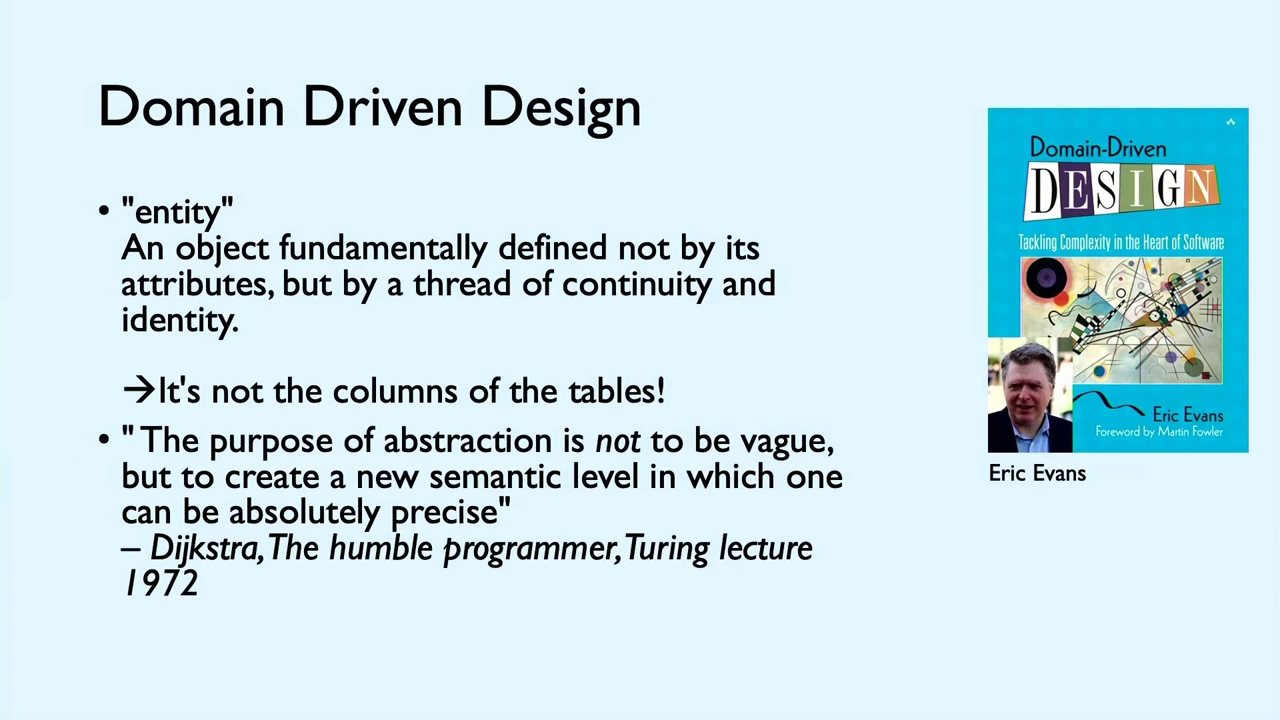 Domain Driven Design
• "entity"
An object fundamentally defined not by its
attributes, but by a thread of continuity and
identity.
→It's not the columns of the tables!
• " The purpose of abstraction is not to be vague,
but to create a new semantic level in which one
can be absolutely precise"
– Dijkstra, The humble programmer, Turing lecture
1972
Domain-Driven
DESIGN
Tackling Complexity in the Heart of Software
Eric Evans
Foreword by Martin Fowler
Eric Evans